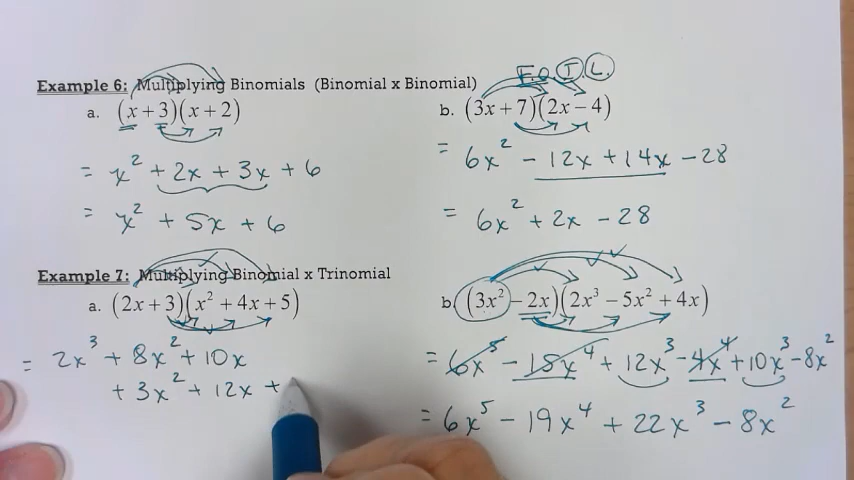 F.O.I.L.
Example 6: Multiplying Binomials (Binomial x Binomial)
a. (x + 3)(x + 2)
= x² + 2x + 3x + 6
= x² + 5x + 6
b. (3x + 7)(2x − 4)
= 6x² − 12x + 14x − 28
= 6x² + 2x − 28
Example 7: Multiplying Binomial x Trinomial
a. (2x + 3)(x² + 4x + 5)
= 2x³ + 8x² + 10x
+ 3x² + 12x +
b. (3x² − 2x)(2x³ − 5x² + 4x)
= 6x⁵ − 15x⁴ + 12x³ − 4x⁴ + 10x³ − 8x²
= 6x⁵ − 19x⁴ + 22x³ − 8x²